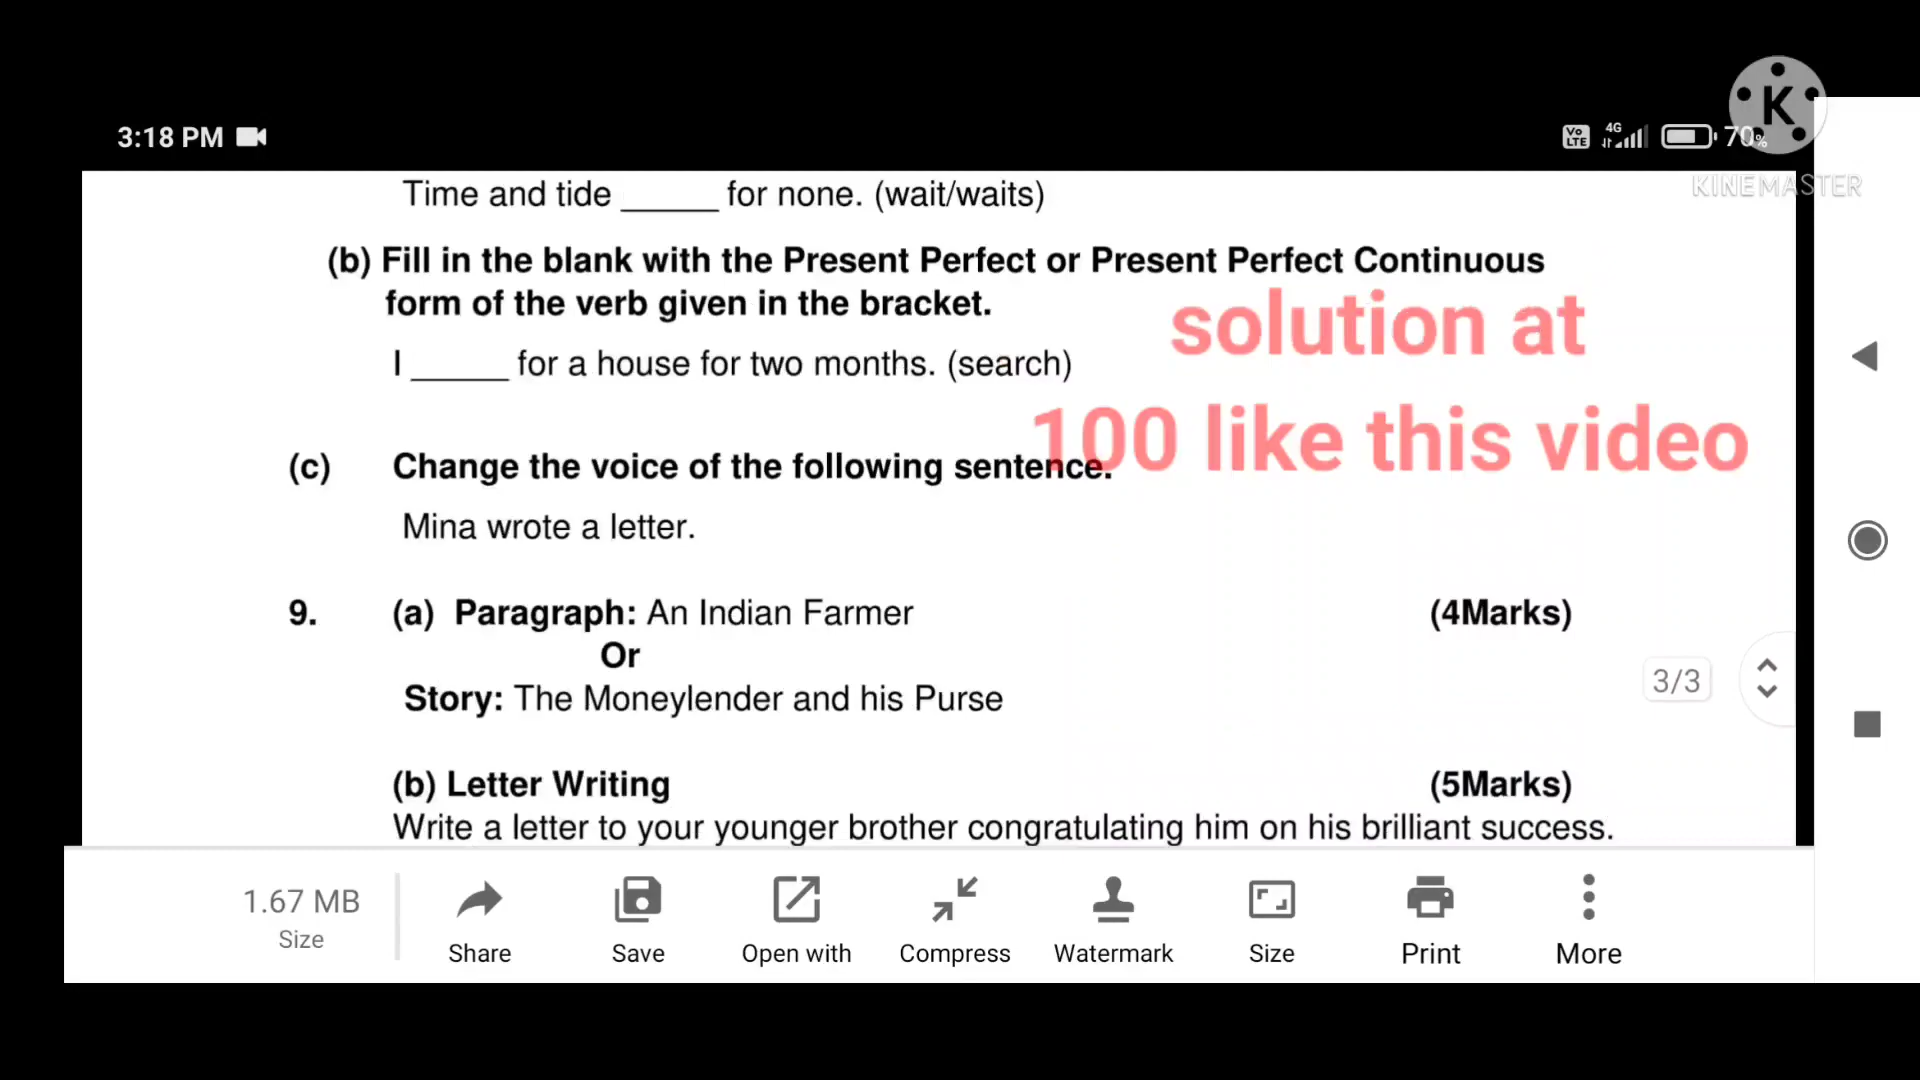 3:18 PM
Vo LTE 4G 70%
K
KINEMASTER
Time and tide _____ for none. (wait/waits)
(b) Fill in the blank with the Present Perfect or Present Perfect Continuous
form of the verb given in the bracket.
solution at
I _____ for a house for two months. (search)
100 like this video
(c) Change the voice of the following sentence.
Mina wrote a letter.
9. (a) Paragraph: An Indian Farmer (4Marks)
Or
3/3
Story: The Moneylender and his Purse
(b) Letter Writing (5Marks)
Write a letter to your younger brother congratulating him on his brilliant success.
1.67 MB
Size
Share Save Open with Compress Watermark Size Print More